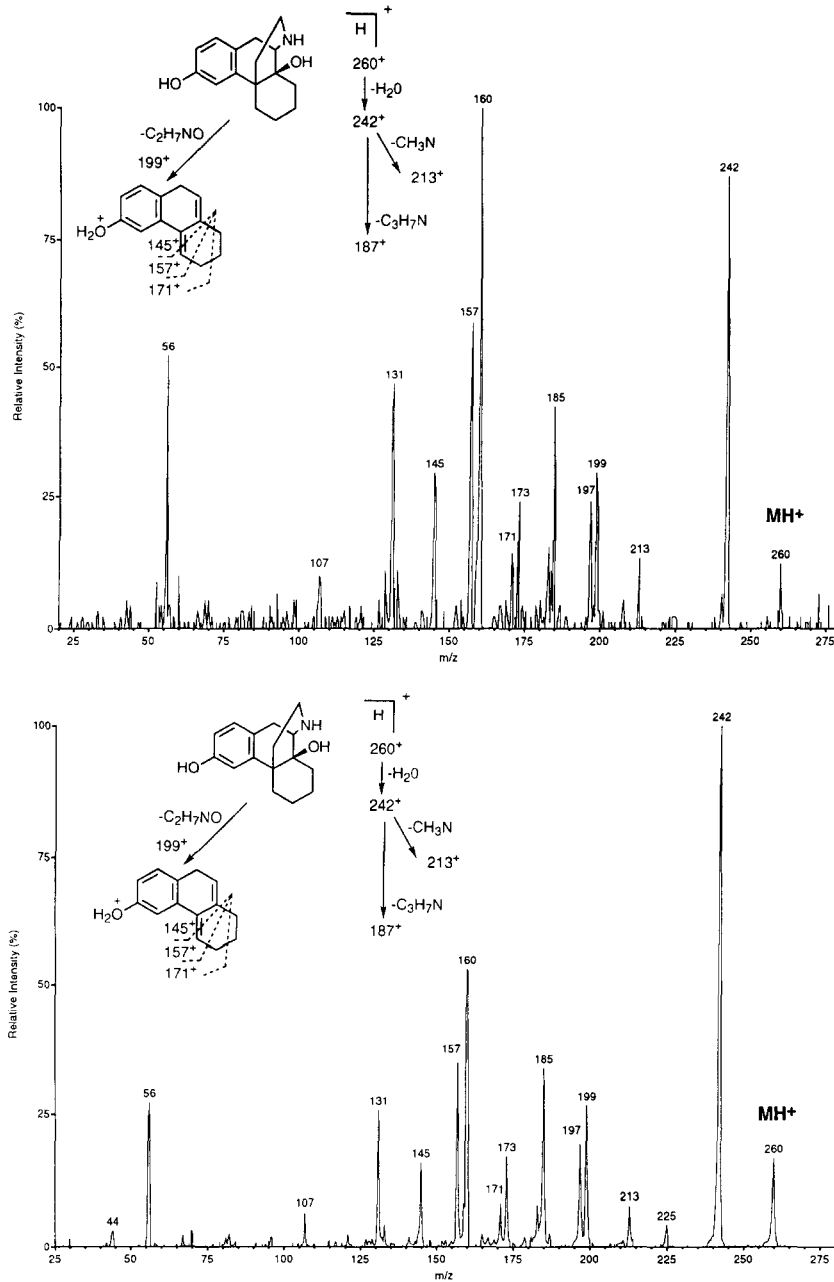 H
+
NH
OH
HO
260⁺
-H₂0
242⁺
-CH₃N
213⁺
-C₃H₇N
187⁺
-C₂H₇NO
199⁺
H₂O
+
145⁺
157⁺
171⁺
Relative Intensity (%)
100
75
50
25
0
56
107
131
145
157
160
171
173
185
197
199
213
242
MH⁺
260
20 50 75 100 125 150 175 200 225 250 275
m/z
H
+
NH
OH
HO
260⁺
-H₂0
242⁺
-CH₃N
213⁺
-C₃H₇N
187⁺
-C₂H₇NO
199⁺
H₂O
+
145⁺
157⁺
171⁺
Relative Intensity (%)
100
75
50
25
0
44
56
107
131
145
157
160
171
173
185
197
199
213
225
242
MH⁺
260
25 50 75 100 125 150 175 200 225 250 275
m/z